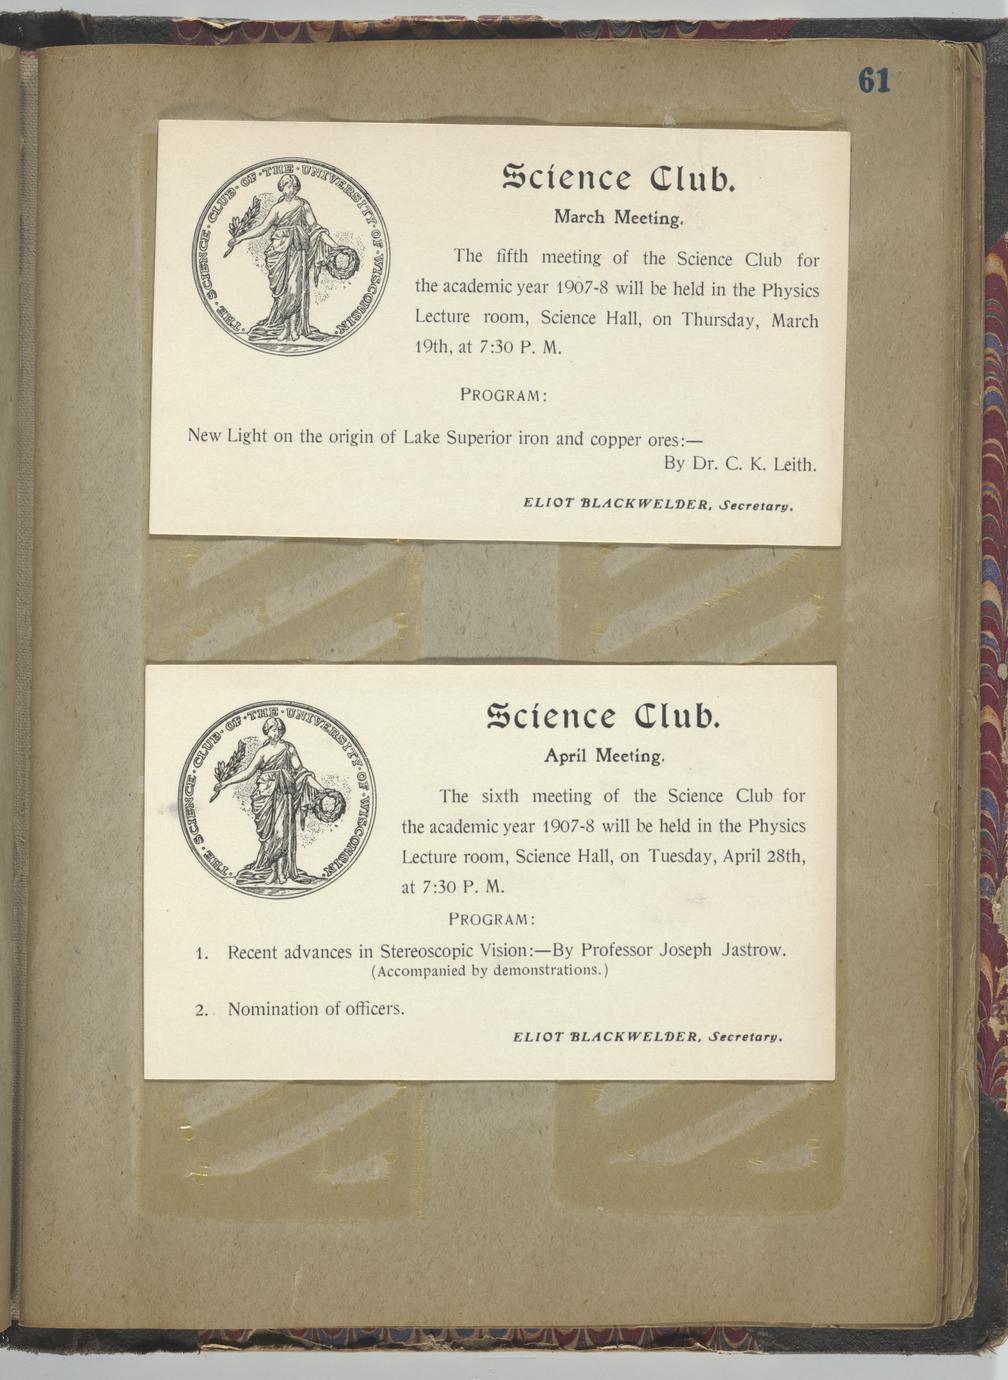 61
THE · SCIENCE · CLUB · OF · THE · UNIVERSITY · OF · WISCONSIN ·
Science Club.
March Meeting.
The fifth meeting of the Science Club for
the academic year 1907-8 will be held in the Physics
Lecture room, Science Hall, on Thursday, March
19th, at 7:30 P. M.
PROGRAM:
New Light on the origin of Lake Superior iron and copper ores:—
By Dr. C. K. Leith.
ELIOT BLACKWELDER, Secretary.
THE · SCIENCE · CLUB · OF · THE · UNIVERSITY · OF · WISCONSIN ·
Science Club.
April Meeting.
The sixth meeting of the Science Club for
the academic year 1907-8 will be held in the Physics
Lecture room, Science Hall, on Tuesday, April 28th,
at 7:30 P. M.
PROGRAM:
1. Recent advances in Stereoscopic Vision:—By Professor Joseph Jastrow.
(Accompanied by demonstrations.)
2. Nomination of officers.
ELIOT BLACKWELDER, Secretary.